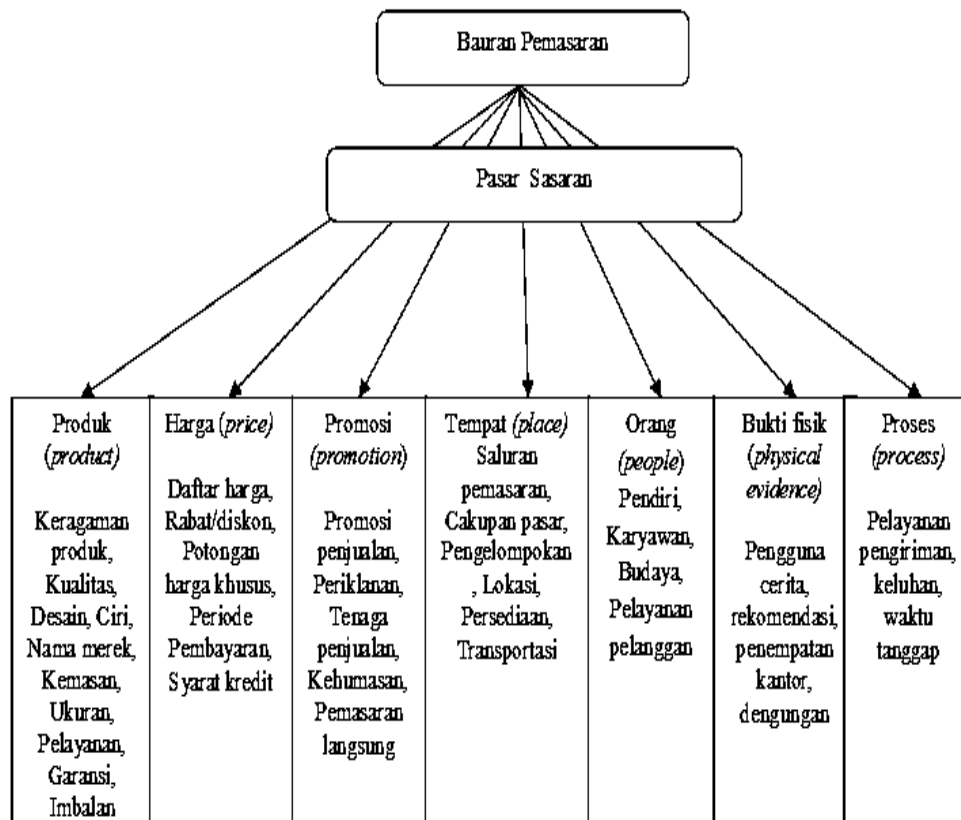 Bauran Pemasaran
Pasar Sasaran
Produk
(product)
Keragaman
produk,
Kualitas,
Desain, Ciri,
Nama merek,
Kemasan,
Ukuran,
Pelayanan,
Garansi,
Imbalan
Harga (price)
Daftar harga,
Rabat/diskon,
Potongan
harga khusus,
Periode
Pembayaran,
Syarat kredit
Promosi
(promotion)
Promosi
penjualan,
Periklanan,
Tenaga
penjualan,
Kehumasan,
Pemasaran
langsung
Tempat (place)
Saluran
pemasaran,
Cakupan pasar,
Pengelompokan
, Lokasi,
Persediaan,
Transportasi
Orang
(people)
Pendiri,
Karyawan,
Budaya,
Pelayanan
pelanggan
Bukti fisik
(physical
evidence)
Pengguna
cerita,
rekomendasi,
penempatan
kantor,
dengungan
Proses
(process)
Pelayanan
pengiriman,
keluhan,
waktu
tanggap